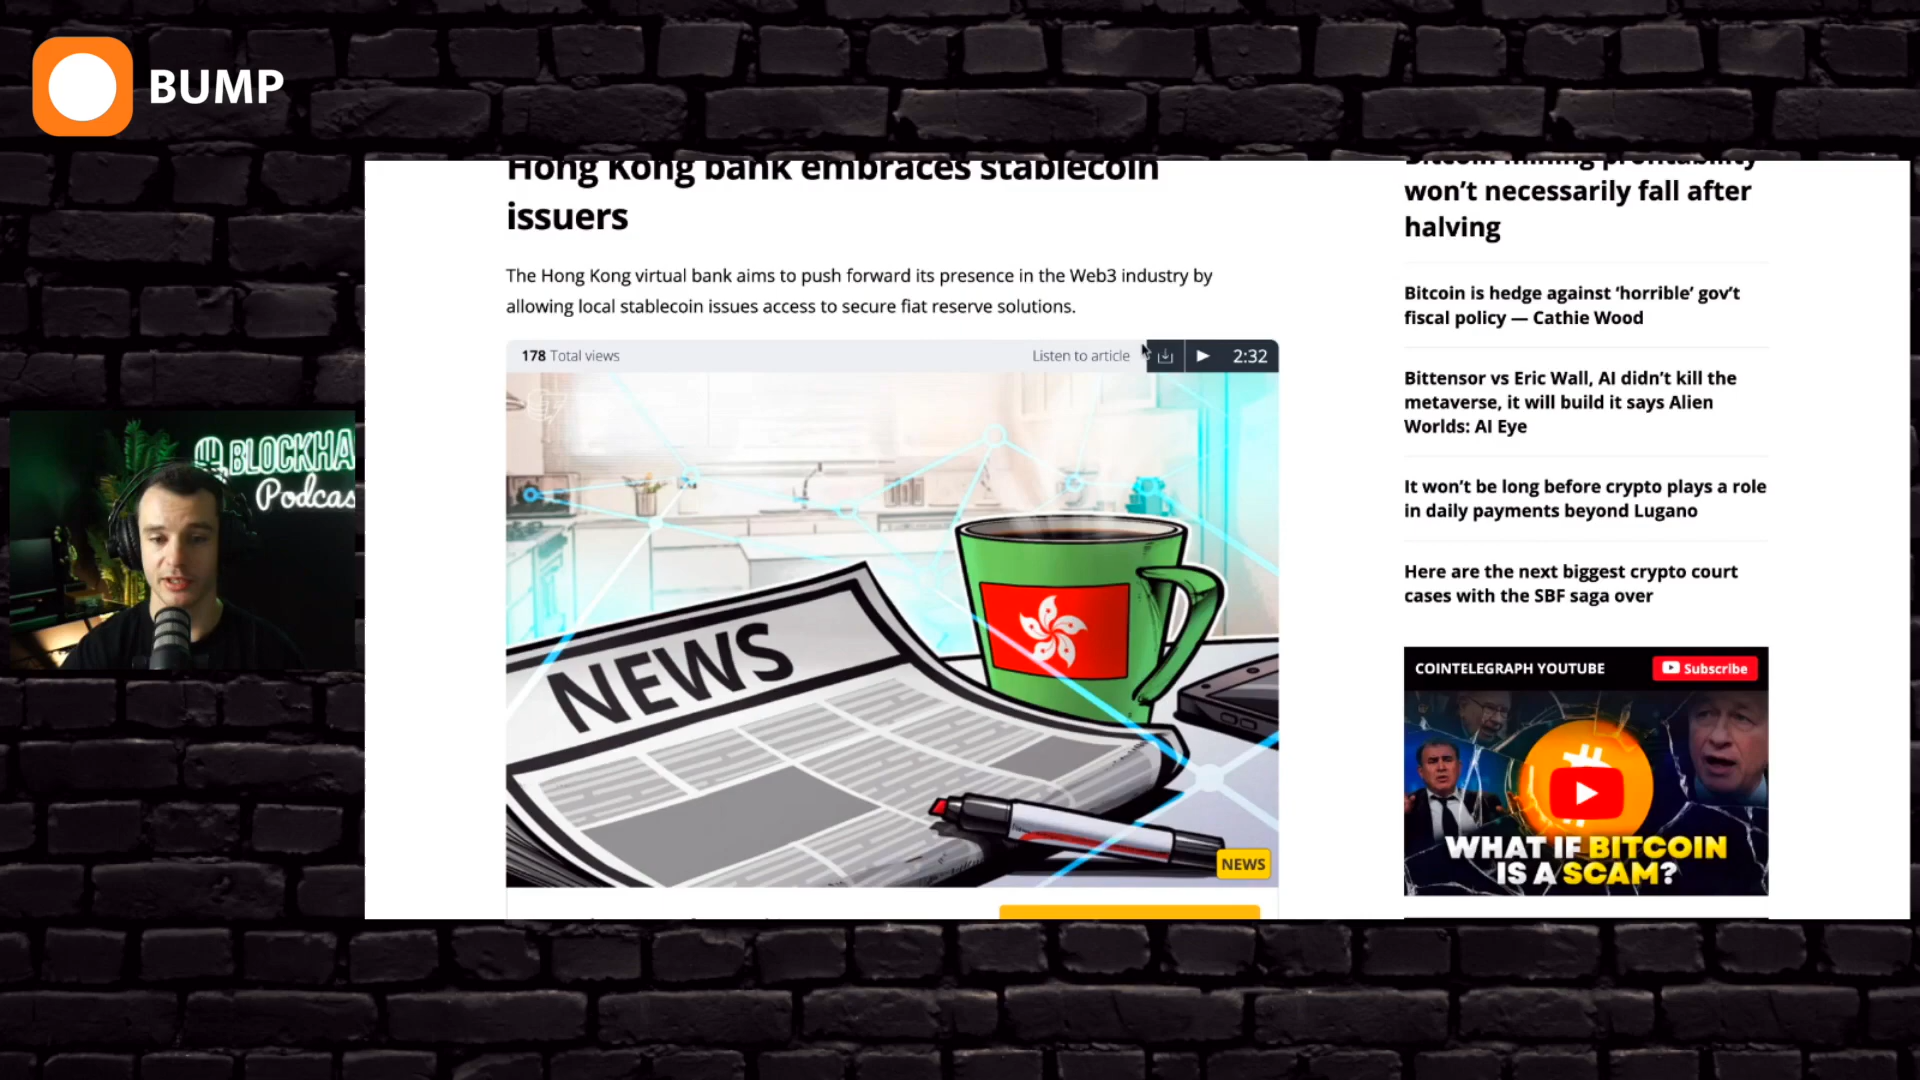 BUMP
Hong Kong bank embraces stablecoin
issuers
The Hong Kong virtual bank aims to push forward its presence in the Web3 industry by
allowing local stablecoin issues access to secure fiat reserve solutions.
178 Total views
Listen to article
2:32
NEWS
NEWS
Bitcoin mining profitability
won’t necessarily fall after
halving
Bitcoin is hedge against ‘horrible’ gov’t
fiscal policy — Cathie Wood
Bittensor vs Eric Wall, AI didn’t kill the
metaverse, it will build it says Alien
Worlds: AI Eye
It won’t be long before crypto plays a role
in daily payments beyond Lugano
Here are the next biggest crypto court
cases with the SBF saga over
COINTELEGRAPH YOUTUBE
Subscribe
WHAT IF BITCOIN
IS A SCAM?
BLOCKHA
Podcas